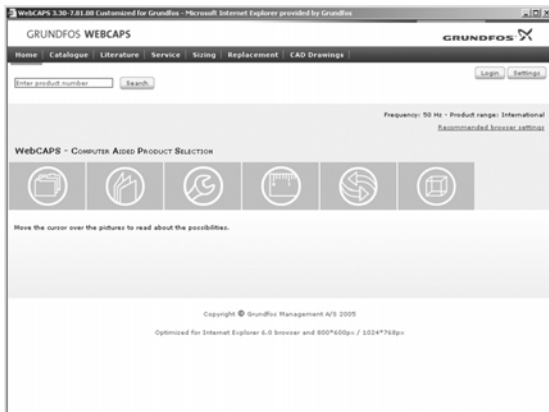 WebCAPS 3.30-7.01.00 Customized for Grundfos - Microsoft Internet Explorer provided by Grundfos
GRUNDFOS WEBCAPS
GRUNDFOS
Home Catalogue Literature Service Sizing Replacement CAD Drawings
Enter product number Search Login Settings
Frequency: 50 Hz - Product range: International
Recommended browser settings
WebCAPS - Computer Aided Product Selection
Move the cursor over the pictures to read about the possibilities.
Copyright © Grundfos Management A/S 2005
Optimized for Internet Explorer 6.0 browser and 800*600px / 1024*768px